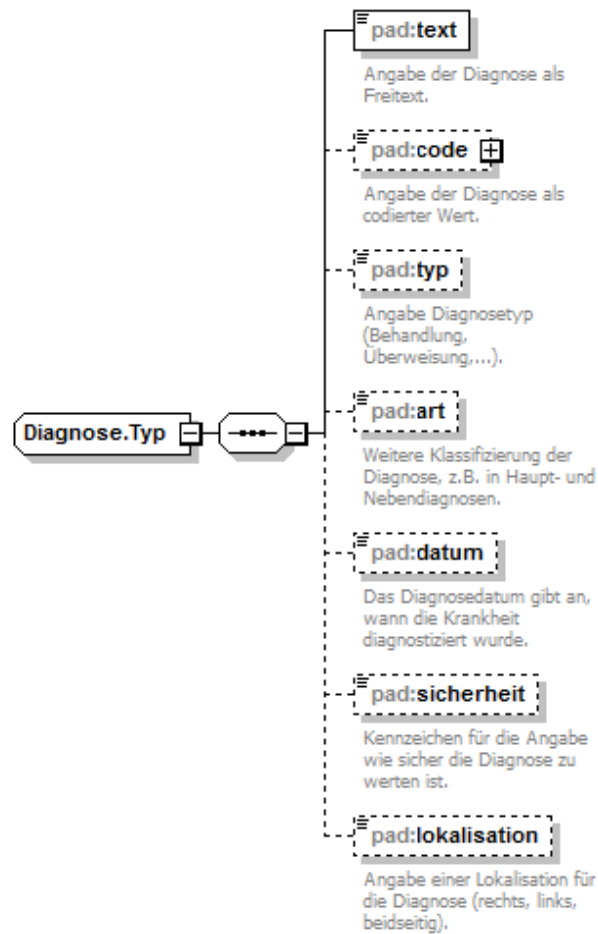 pad:text
Angabe der Diagnose als
Freitext.
pad:code
Angabe der Diagnose als
codierter Wert.
pad:typ
Angabe Diagnosetyp
(Behandlung,
Überweisung,...).
Diagnose.Typ
pad:art
Weitere Klassifizierung der
Diagnose, z.B. in Haupt- und
Nebendiagnosen.
pad:datum
Das Diagnosedatum gibt an,
wann die Krankheit
diagnostiziert wurde.
pad:sicherheit
Kennzeichen für die Angabe
wie sicher die Diagnose zu
werten ist.
pad:lokalisation
Angabe einer Lokalisation für
die Diagnose (rechts, links,
beidseitig).